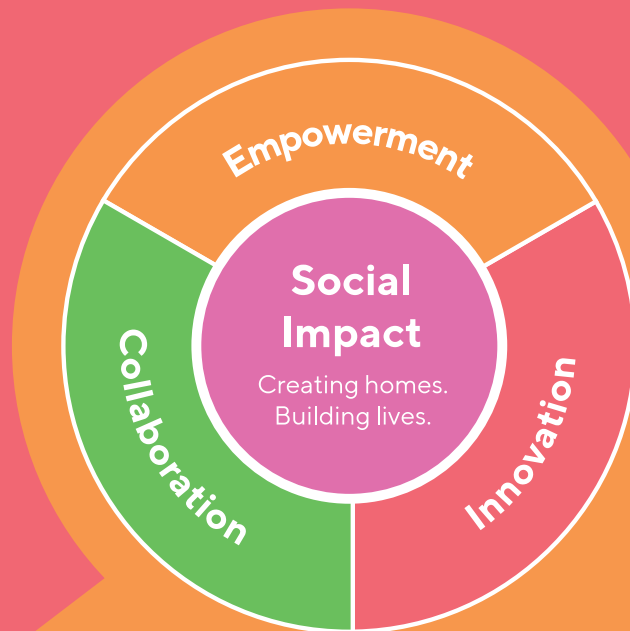 Empowerment
Social
Impact
Creating homes.
Building lives.
Collaboration
Innovation